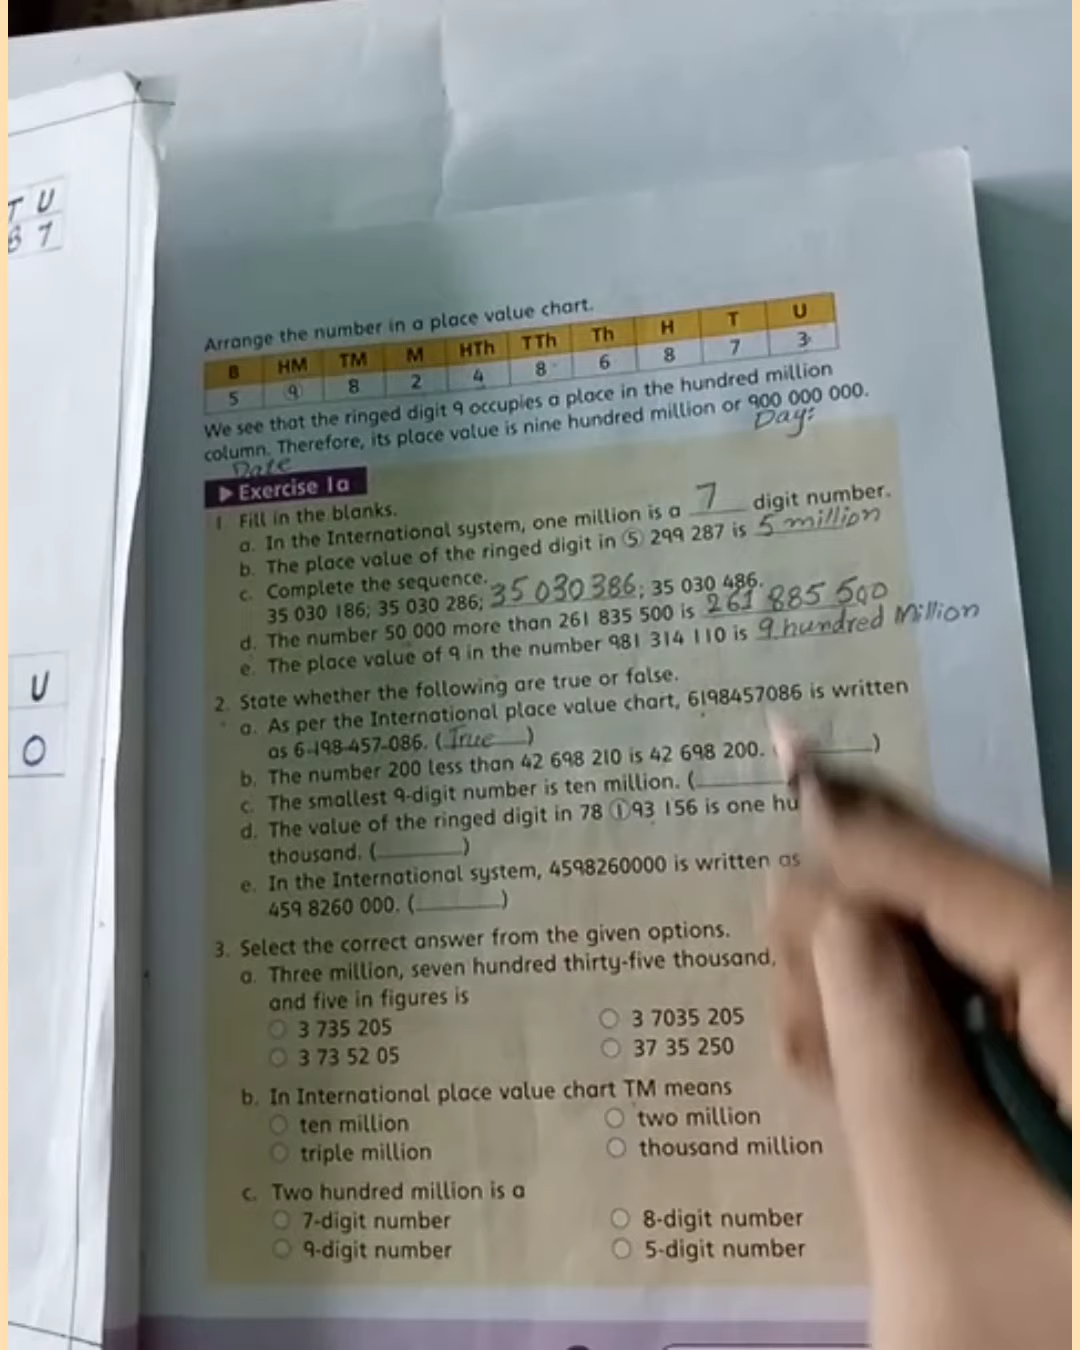 T U
3 7
U
0
Arrange the number in a place value chart.
B HM TM M HTh TTh Th H T U
5 9 8 2 4 8 6 8 7 3
We see that the ringed digit 9 occupies a place in the hundred million
column. Therefore, its place value is nine hundred million or 900 000 000.
Date Day:
Exercise 1a
1. Fill in the blanks.
a. In the International system, one million is a 7 digit number.
b. The place value of the ringed digit in ⑤ 299 287 is 5 million
c. Complete the sequence.
35 030 186; 35 030 286; 35 030 386; 35 030 486.
d. The number 50 000 more than 261 835 500 is 261 885 500
e. The place value of 9 in the number 981 314 110 is 9 hundred Million
2. State whether the following are true or false.
a. As per the International place value chart, 6198457086 is written
as 6-198-457-086. (True)
b. The number 200 less than 42 698 210 is 42 698 200. ( )
c. The smallest 9-digit number is ten million. (
d. The value of the ringed digit in 78 ①93 156 is one hu
thousand. ( )
e. In the International system, 4598260000 is written as
459 8260 000. ( )
3. Select the correct answer from the given options.
a. Three million, seven hundred thirty-five thousand,
and five in figures is
3 735 205 3 7035 205
3 73 52 05 37 35 250
b. In International place value chart TM means
ten million two million
triple million thousand million
c. Two hundred million is a
7-digit number 8-digit number
9-digit number 5-digit number